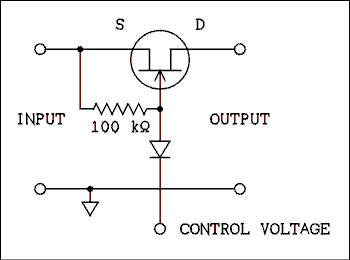 S D
INPUT
100 kΩ
OUTPUT
CONTROL VOLTAGE